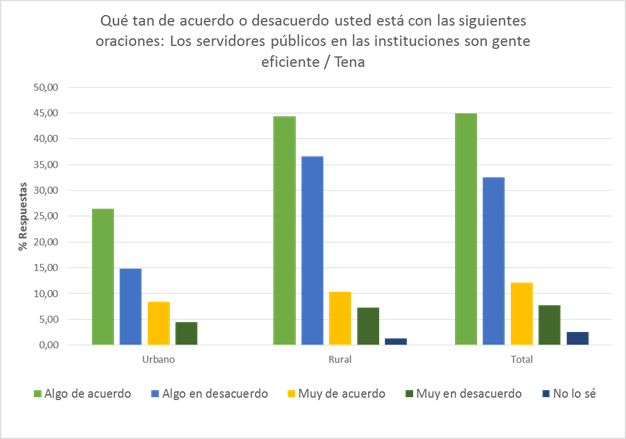 Qué tan de acuerdo o desacuerdo usted está con las siguientes
oraciones: Los servidores públicos en las instituciones son gente
eficiente / Tena
50,00
45,00
40,00
35,00
30,00
25,00
20,00
15,00
10,00
5,00
0,00
% Respuestas
Urbano Rural Total
Algo de acuerdo Algo en desacuerdo Muy de acuerdo Muy en desacuerdo No lo sé